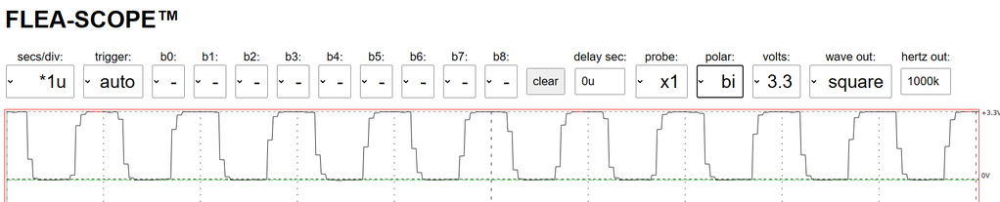 FLEA-SCOPE™
secs/div: trigger: b0: b1: b2: b3: b4: b5: b6: b7: b8: delay sec: probe: polar: volts: wave out: hertz out:
*1u auto - - - - - - - - - clear 0u x1 bi 3.3 square 1000k
+3.3V
0V